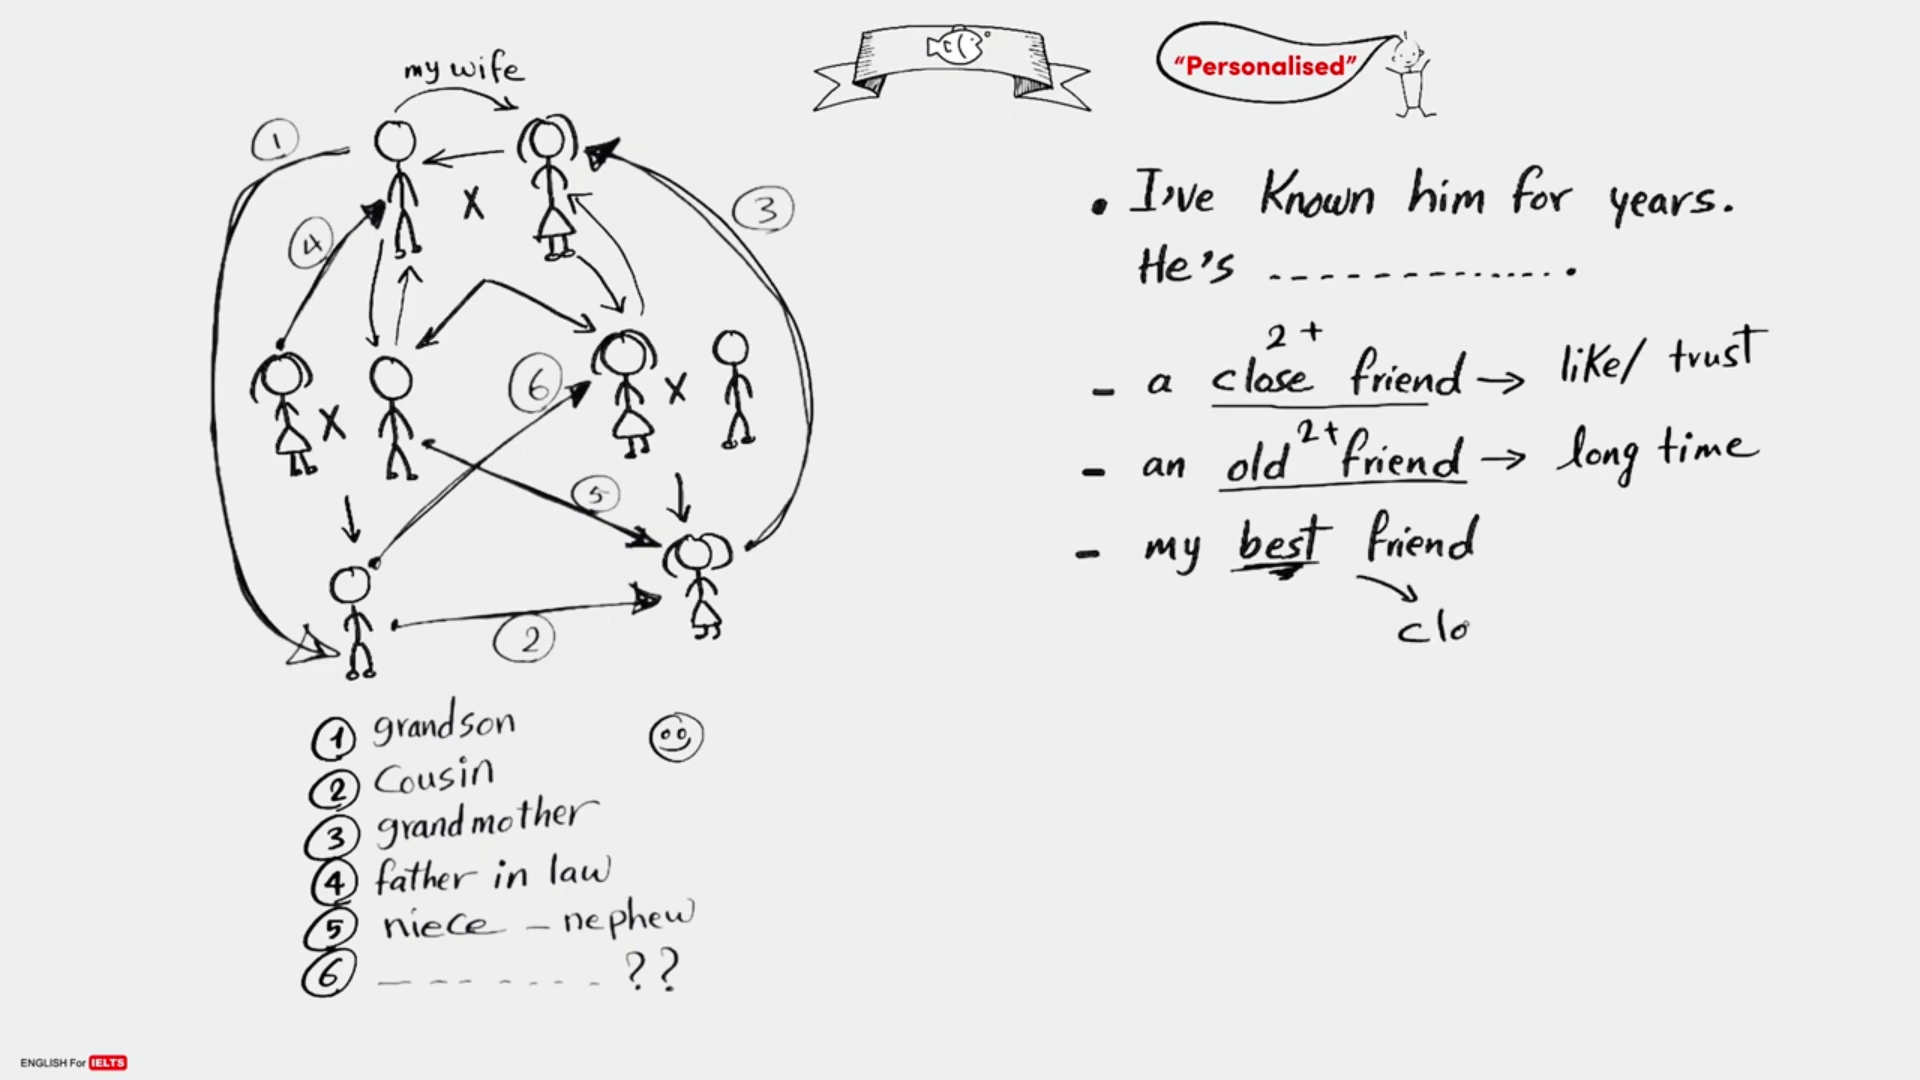 my wife
1
X
3
4
6
X
X
5
2
1 grandson
2 Cousin
3 grandmother
4 father in law
5 niece – nephew
6 _ _ _ _ _ _ _ ??
"Personalised"
• I've Known him for years.
He's ..............
2+
- a close friend → like/ trust
2+
- an old friend → long time
- my best friend
clo
ENGLISH For IELTS